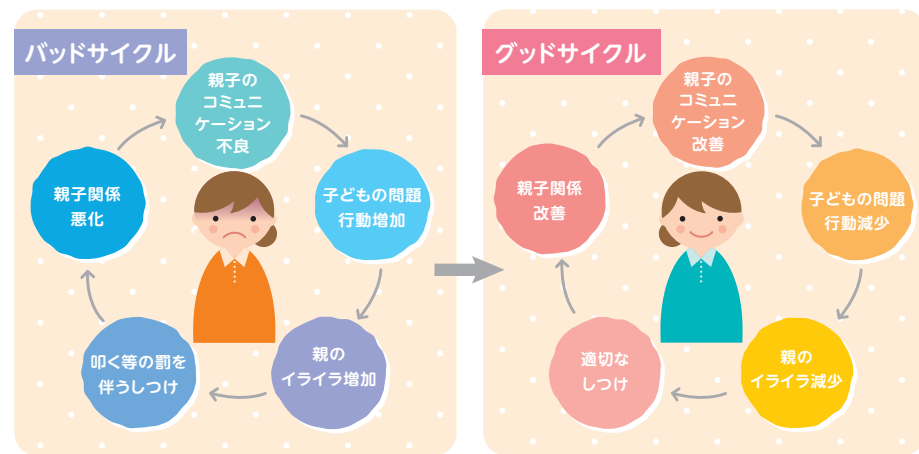 バッドサイクル
親子の
コミュニ
ケーション
不良
子どもの問題
行動増加
親の
イライラ増加
叩く等の罰を
伴うしつけ
親子関係
悪化
グッドサイクル
親子の
コミュニ
ケーション
改善
子どもの問題
行動減少
親の
イライラ減少
適切な
しつけ
親子関係
改善